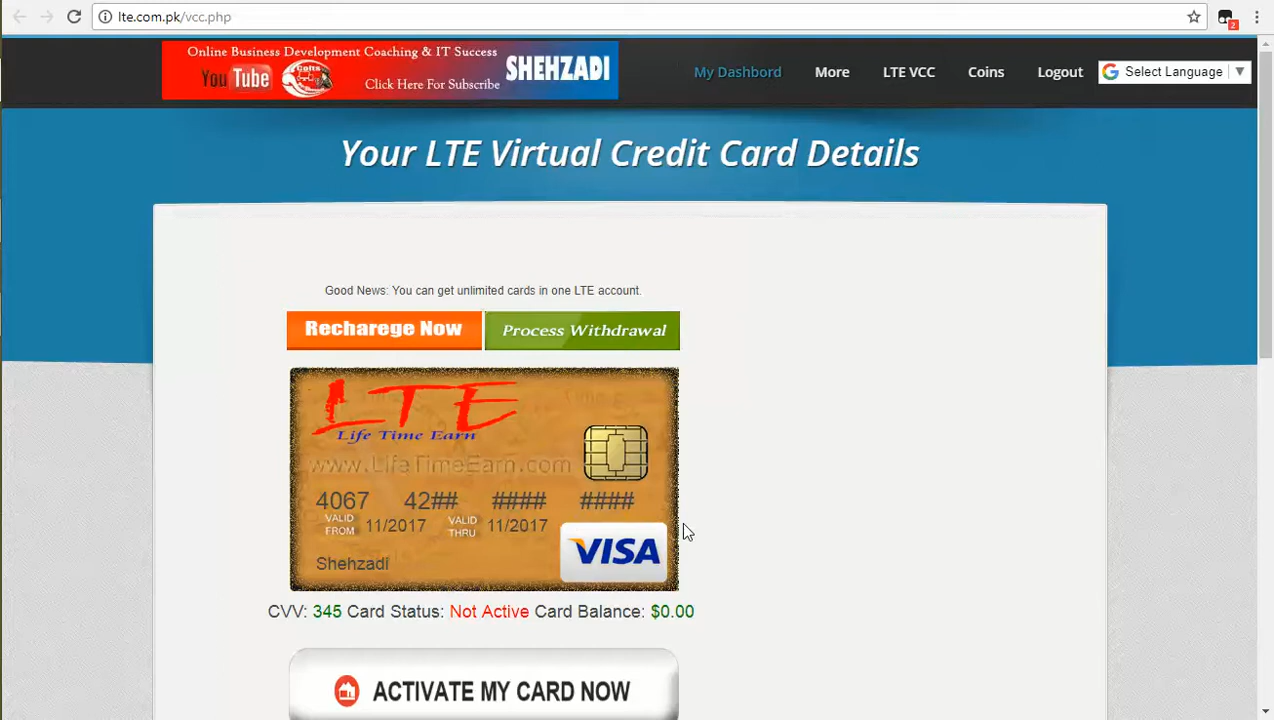 lte.com.pk/vcc.php
2
Online Business Development Coaching & IT Success
YouTube Colts Click Here For Subscribe SHEHZADI
My Dashbord More LTE VCC Coins Logout Select Language ▼
Your LTE Virtual Credit Card Details
Good News: You can get unlimited cards in one LTE account.
Recharege Now Process Withdrawal
LTE
Life Time Earn
www.LifeTimeEarn.com
4067 42## #### ####
VALID FROM 11/2017 VALID THRU 11/2017
VISA
Shehzadi
CVV: 345 Card Status: Not Active Card Balance: $0.00
ACTIVATE MY CARD NOW